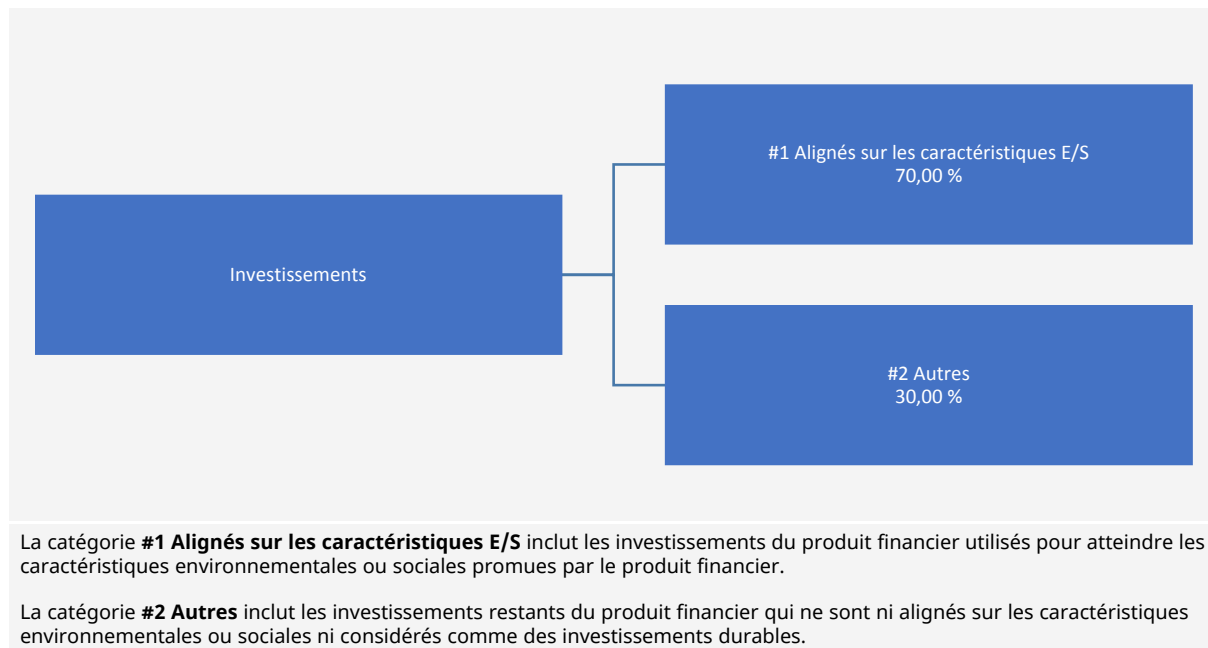 #1 Alignés sur les caractéristiques E/S
70,00 %
Investissements
#2 Autres
30,00 %
La catégorie #1 Alignés sur les caractéristiques E/S inclut les investissements du produit financier utilisés pour atteindre les
caractéristiques environnementales ou sociales promues par le produit financier.
La catégorie #2 Autres inclut les investissements restants du produit financier qui ne sont ni alignés sur les caractéristiques
environnementales ou sociales ni considérés comme des investissements durables.